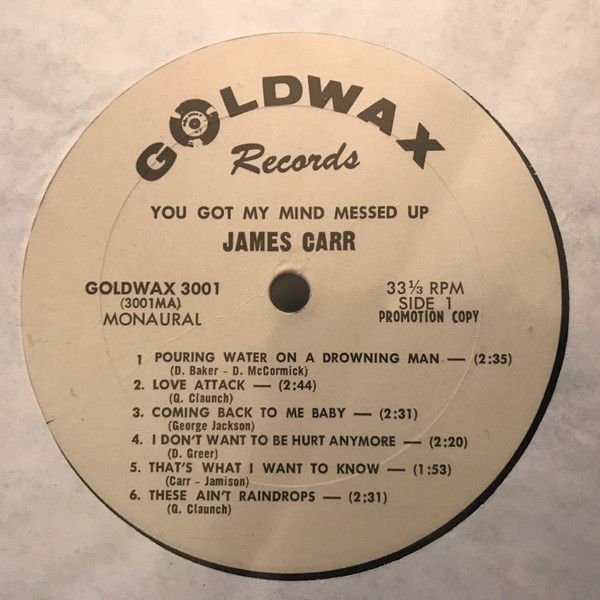 GOLDWAX
Records
YOU GOT MY MIND MESSED UP
JAMES CARR
GOLDWAX 3001
(3001MA)
MONAURAL
33⅓ RPM
SIDE 1
PROMOTION COPY
1 POURING WATER ON A DROWNING MAN — (2:35)
(D. Baker - D. McCormick)
2. LOVE ATTACK — (2:44)
(Q. Claunch)
3. COMING BACK TO ME BABY — (2:31)
(George Jackson)
4. I DON'T WANT TO BE HURT ANYMORE — (2:20)
(D. Greer)
5. THAT'S WHAT I WANT TO KNOW — (1:53)
(Carr - Jamison)
6. THESE AIN'T RAINDROPS — (2:31)
(Q. Claunch)